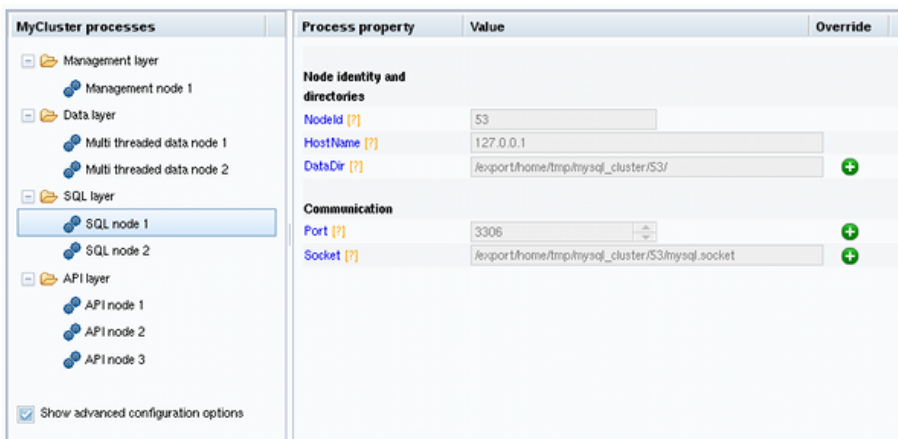 MyCluster processes
Management layer
Management node 1
Data layer
Multi threaded data node 1
Multi threaded data node 2
SQL layer
SQL node 1
SQL node 2
API layer
API node 1
API node 2
API node 3
Show advanced configuration options
Process property Value Override
Node identity and
directories
NodeId [?] 53
HostName [?] 127.0.0.1
DataDir [?] /export/home/tmp/mysql_cluster/53/
Communication
Port [?] 3306
Socket [?] /export/home/tmp/mysql_cluster/53/mysql.socket